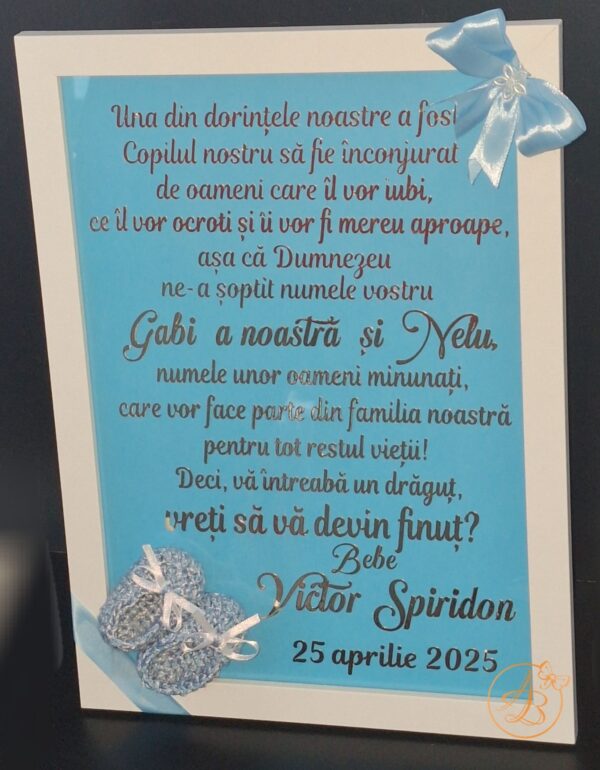 Una din dorințele noastre a fost
Copilul nostru să fie înconjurat
de oameni care îl vor iubi,
ce îl vor ocroti și îi vor fi mereu aproape,
așa că Dumnezeu
ne-a șoptit numele vostru
Gabi a noastră și Nelu,
numele unor oameni minunați,
care vor face parte din familia noastră
pentru tot restul vieții!
Deci, vă întreabă un drăguț,
vreți să vă devin finuț?
Bebe
Victor Spiridon
25 aprilie 2025
AB